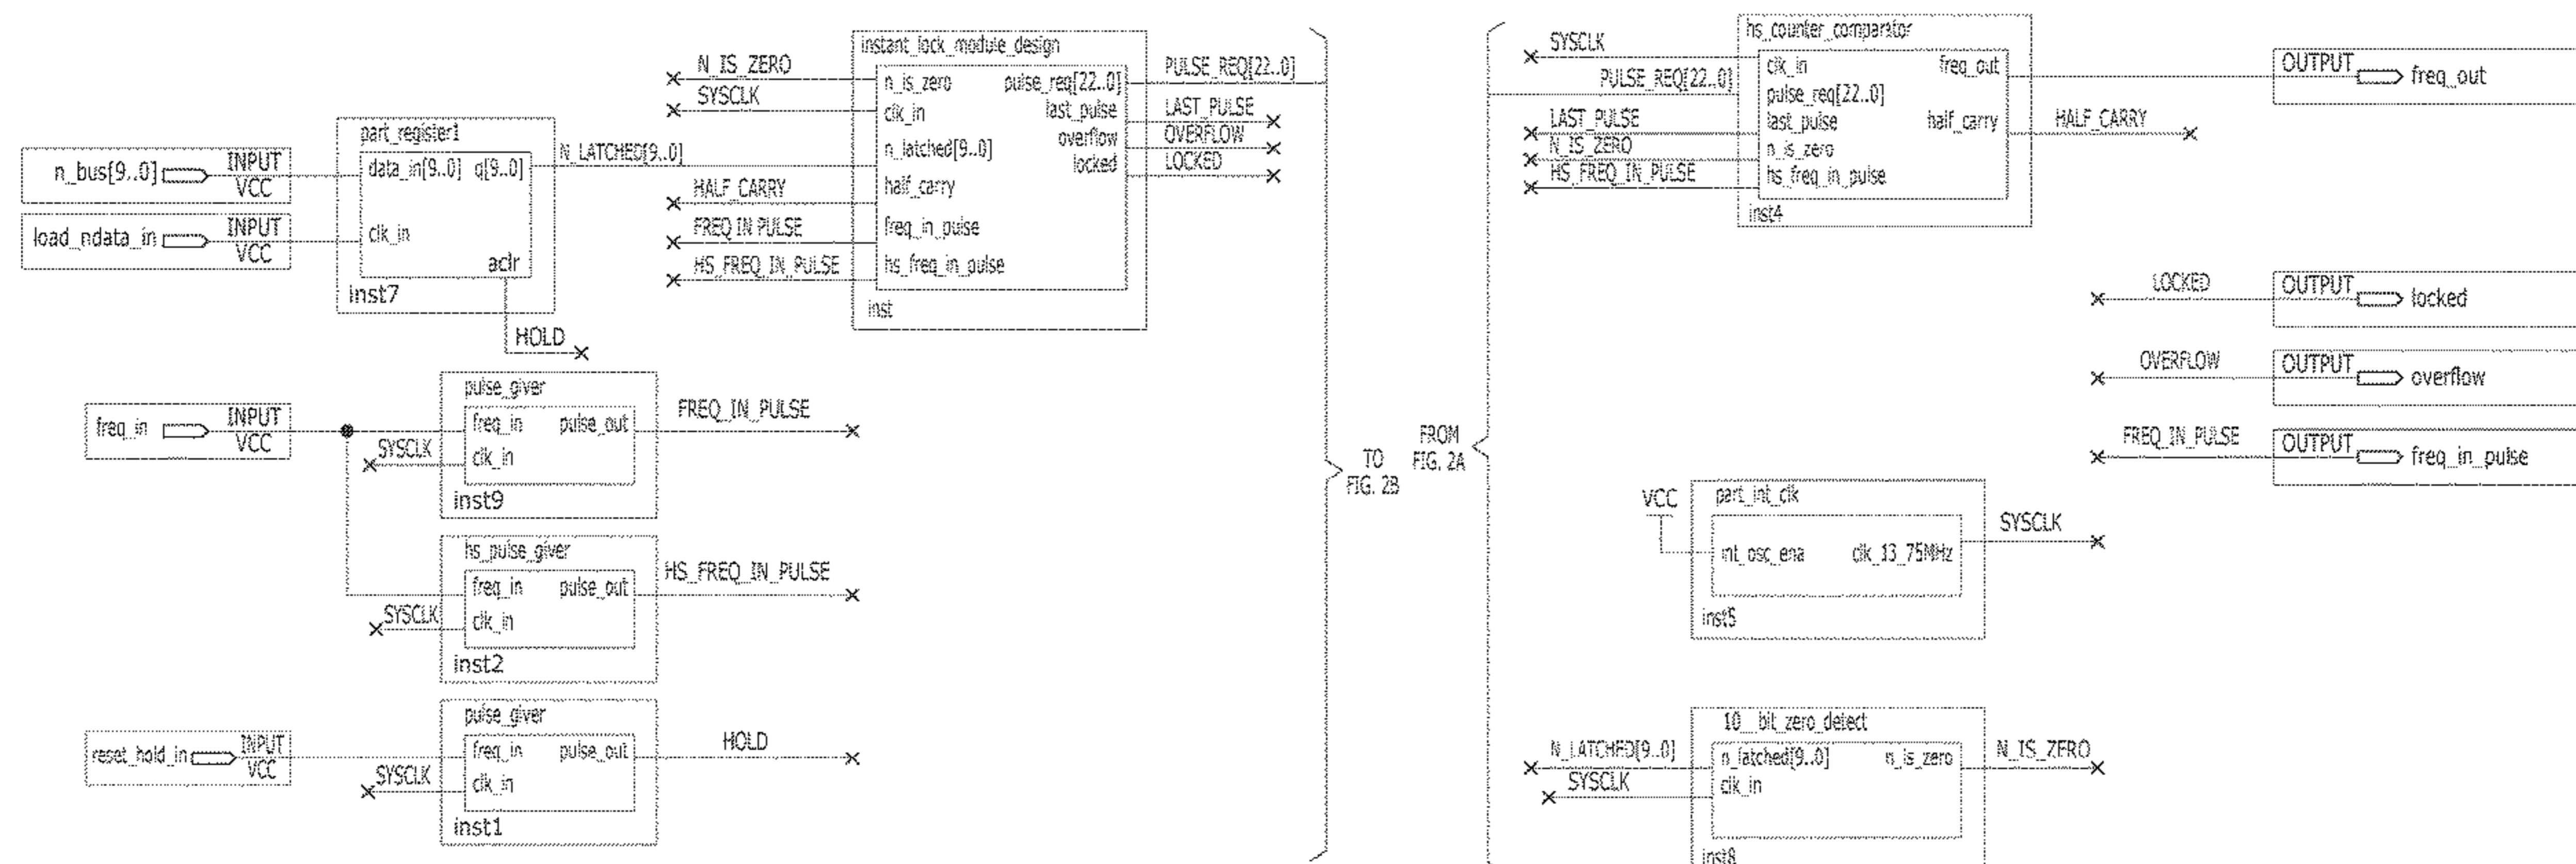 n_bus[9..0]
INPUT
VCC
load_ndata_in
INPUT
VCC
part_register1
data_in[9..0] q[9..0]
clk_in
aclr
inst7
HOLD
N_LATCHED[9..0]
N_IS_ZERO
SYSCLK
HALF_CARRY
FREQ IN PULSE
HS_FREQ_IN_PULSE
instant_lock_module_design
n_is_zero pulse_req[22..0]
clk_in last_pulse
overflow
n_latched[9..0] locked
half_carry
freq_in_pulse
hs_freq_in_pulse
inst
PULSE_REQ[22..0]
LAST_PULSE
OVERFLOW
LOCKED
freq_in
INPUT
VCC
pulse_giver
freq_in pulse_out
clk_in
inst9
SYSCLK
FREQ_IN_PULSE
hs_pulse_giver
freq_in pulse_out
clk_in
inst2
SYSCLK
HS_FREQ_IN_PULSE
reset_hold_in
INPUT
VCC
pulse_giver
freq_in pulse_out
clk_in
inst1
SYSCLK
HOLD
TO
FIG. 2B
FROM
FIG. 2A
SYSCLK
PULSE_REQ[22..0]
LAST_PULSE
N_IS_ZERO
HS_FREQ_IN_PULSE
hs_counter_comparator
clk_in freq_out
pulse_req[22..0]
last_pulse half_carry
n_is_zero
hs_freq_in_pulse
inst4
HALF_CARRY
OUTPUT
freq_out
LOCKED
OUTPUT
locked
OVERFLOW
OUTPUT
overflow
FREQ_IN_PULSE
OUTPUT
freq_in_pulse
VCC
part_int_clk
int_osc_ena clk_13_75MHz
inst5
SYSCLK
10__bit_zero_detect
N_LATCHED[9..0]
SYSCLK
n_latched[9..0] n_is_zero
clk_in
inst8
N_IS_ZERO